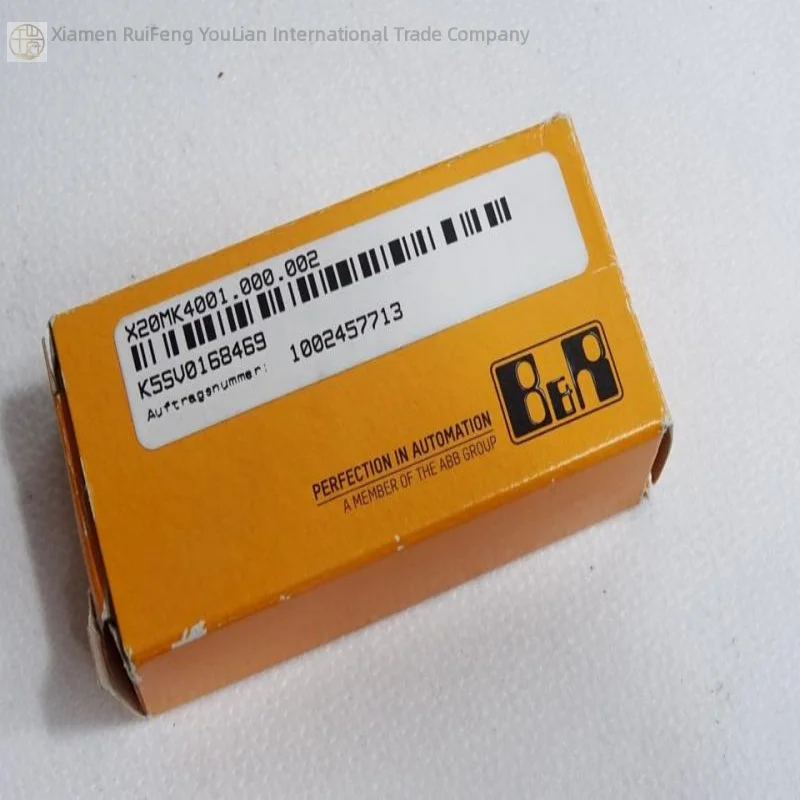 Xiamen RuiFeng YouLian International Trade Company
X20MK4001.000.002
K5SV0168469
Auftragsnummer: 1002457713
B&R
PERFECTION IN AUTOMATION
A MEMBER OF THE ABB GROUP